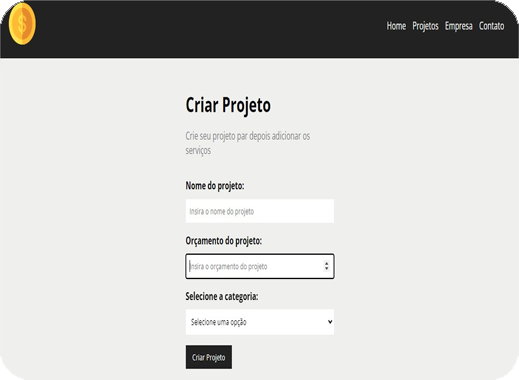 Home Projetos Empresa Contato
Criar Projeto
Crie seu projeto par depois adicionar os
serviços
Nome do projeto:
Insira o nome do projeto
Orçamento do projeto:
Insira o orçamento do projeto
Selecione a categoria:
Selecione uma opção
Criar Projeto